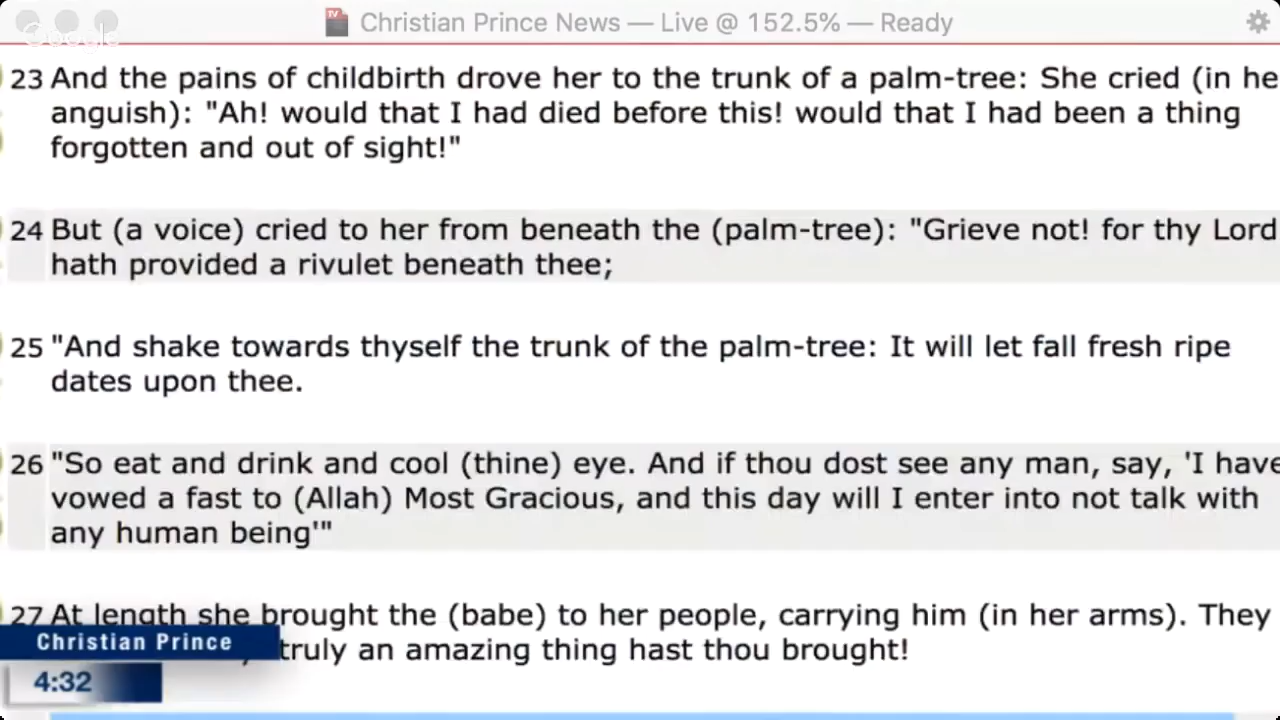 Christian Prince News — Live @ 152.5% — Ready
Google
23 And the pains of childbirth drove her to the trunk of a palm-tree: She cried (in he
anguish): "Ah! would that I had died before this! would that I had been a thing
forgotten and out of sight!"
24 But (a voice) cried to her from beneath the (palm-tree): "Grieve not! for thy Lord
hath provided a rivulet beneath thee;
25 "And shake towards thyself the trunk of the palm-tree: It will let fall fresh ripe
dates upon thee.
26 "So eat and drink and cool (thine) eye. And if thou dost see any man, say, 'I have
vowed a fast to (Allah) Most Gracious, and this day will I enter into not talk with
any human being'"
27 At length she brought the (babe) to her people, carrying him (in her arms). They
truly an amazing thing hast thou brought!
Christian Prince
4:32